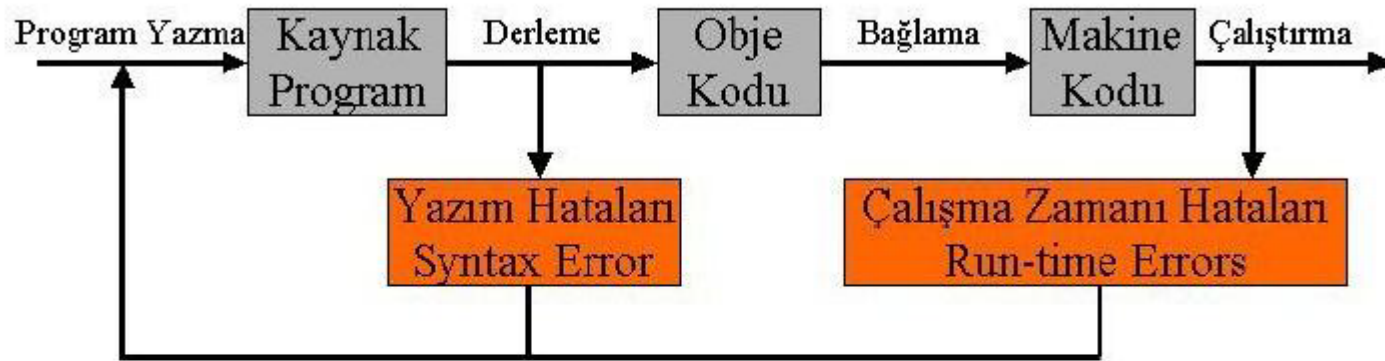 Program Yazma
Kaynak
Program
Derleme
Obje
Kodu
Bağlama
Makine
Kodu
Çalıştırma
Yazım Hataları
Syntax Error
Çalışma Zamanı Hataları
Run-time Errors